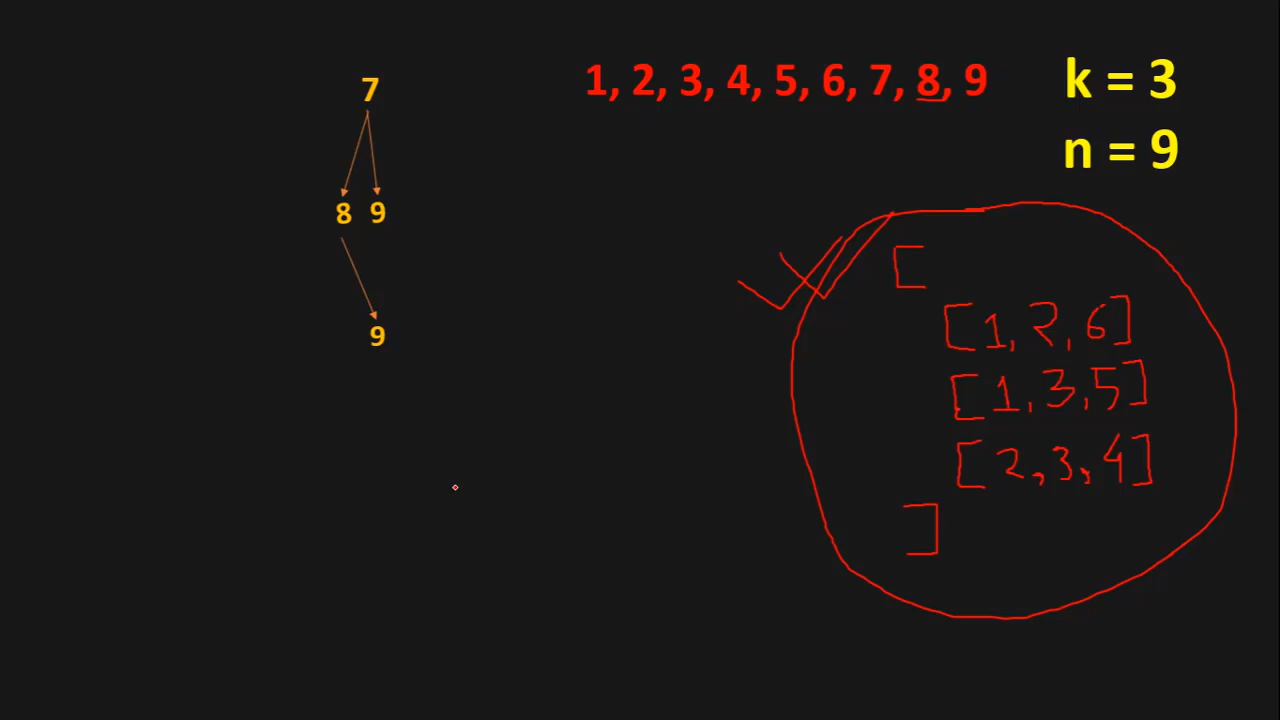 7
8 9
9
1, 2, 3, 4, 5, 6, 7, 8, 9
k = 3
n = 9
[
[1, 2, 6]
[1, 3, 5]
[2, 3, 4]
]